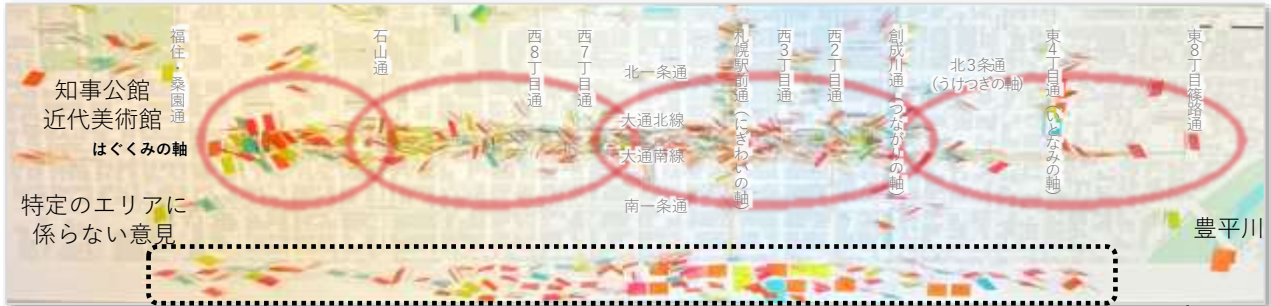 福住・桑園通
石山通
西8丁目通
西7丁目通
札幌駅前通（にぎわいの軸）
西3丁目通
西2丁目通
創成川通（つながりの軸）
北3条通
（うけつぎの軸）
東4丁目通（いとなみの軸）
東8丁目篠路通
北一条通
知事公館
近代美術館
はぐくみの軸
大通北線
大通南線
南一条通
特定のエリアに
係らない意見
豊平川